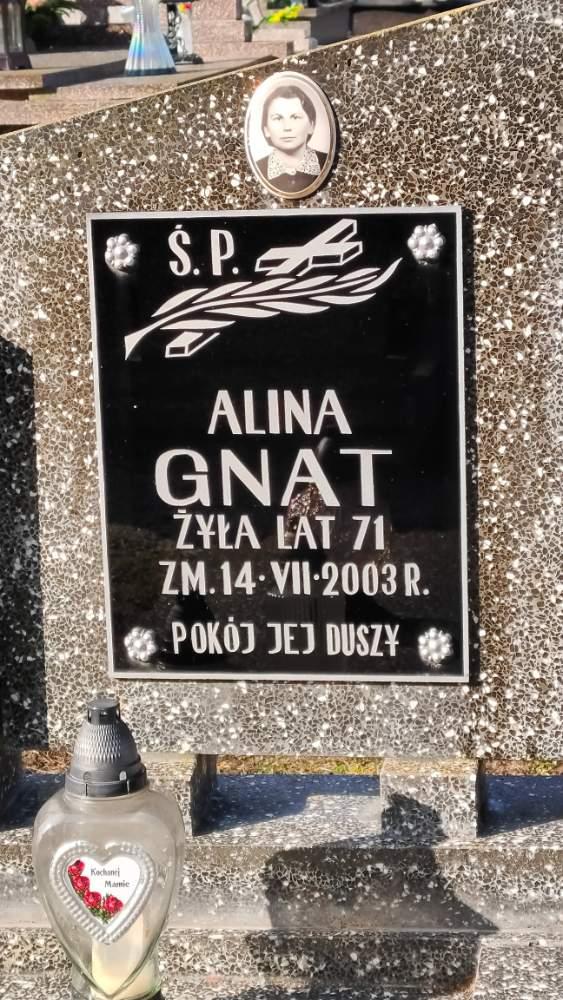 Ś. P.
ALINA
GNAT
ŻYŁA LAT 71
ZM. 14·VII·2003 R.
POKÓJ JEJ DUSZY
Kochanej
Mamie